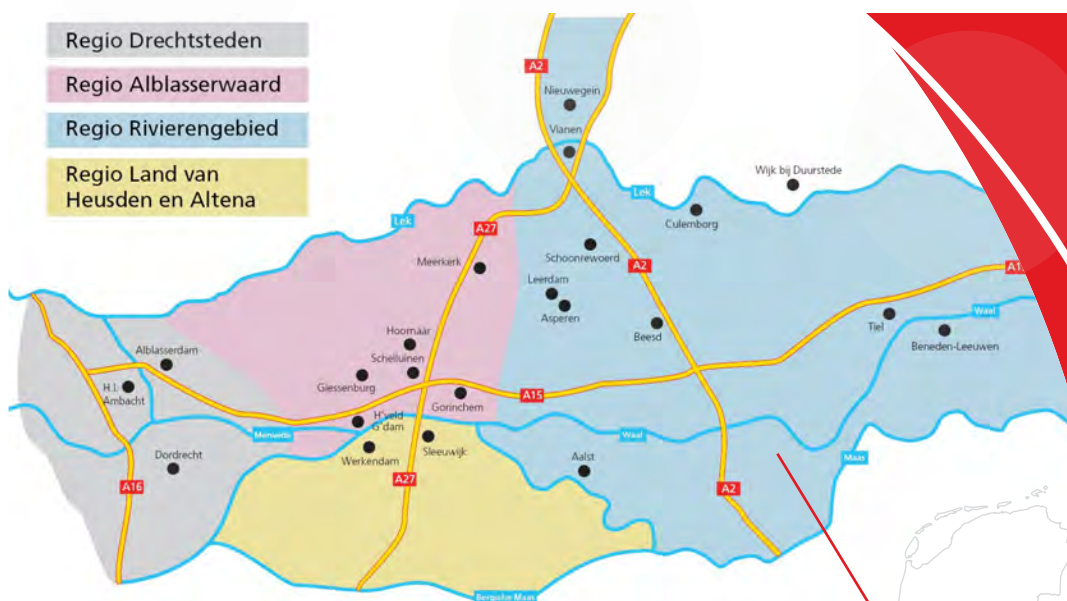 Regio Drechtsteden
Regio Alblasserwaard
Regio Rivierengebied
Regio Land van
Heusden en Altena
A2
Nieuwegein
Vianen
Wijk bij Duurstede
Lek
Lek
Culemborg
A27
Schoonrewoerd
Meerkerk
A2
Leerdam
Asperen
Waal
Tiel
Beesd
Beneden-Leeuwen
Hoornaar
Schelluinen
Alblasserdam
Giessenburg
H.I.
Ambacht
A15
Gorinchem
H'veld
G'dam
Merwede
Waal
Sleeuwijk
Werkendam
Dordrecht
Aalst
Maas
A16
A27
A2
Bergsche Maas